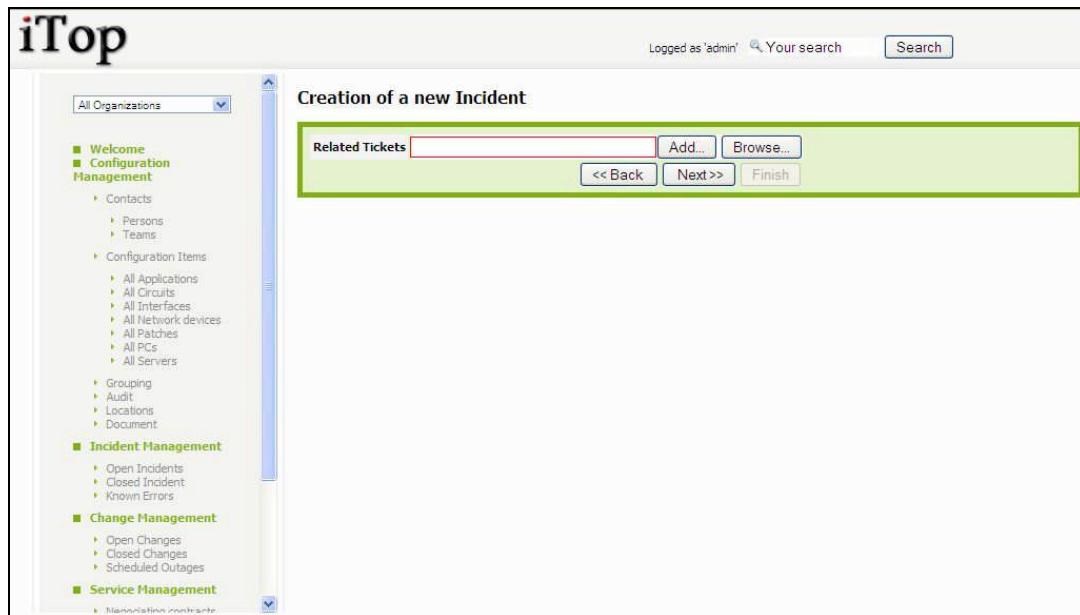 iTop
Logged as 'admin' Your search Search
All Organizations
Welcome
Configuration
Management
Contacts
Persons
Teams
Configuration Items
All Applications
All Circuits
All Interfaces
All Network devices
All Patches
All PCs
All Servers
Grouping
Audit
Locations
Document
Incident Management
Open Incidents
Closed Incident
Known Errors
Change Management
Open Changes
Closed Changes
Scheduled Outages
Service Management
Negociating contracts
Creation of a new Incident
Related Tickets Add... Browse...
<< Back Next >> Finish